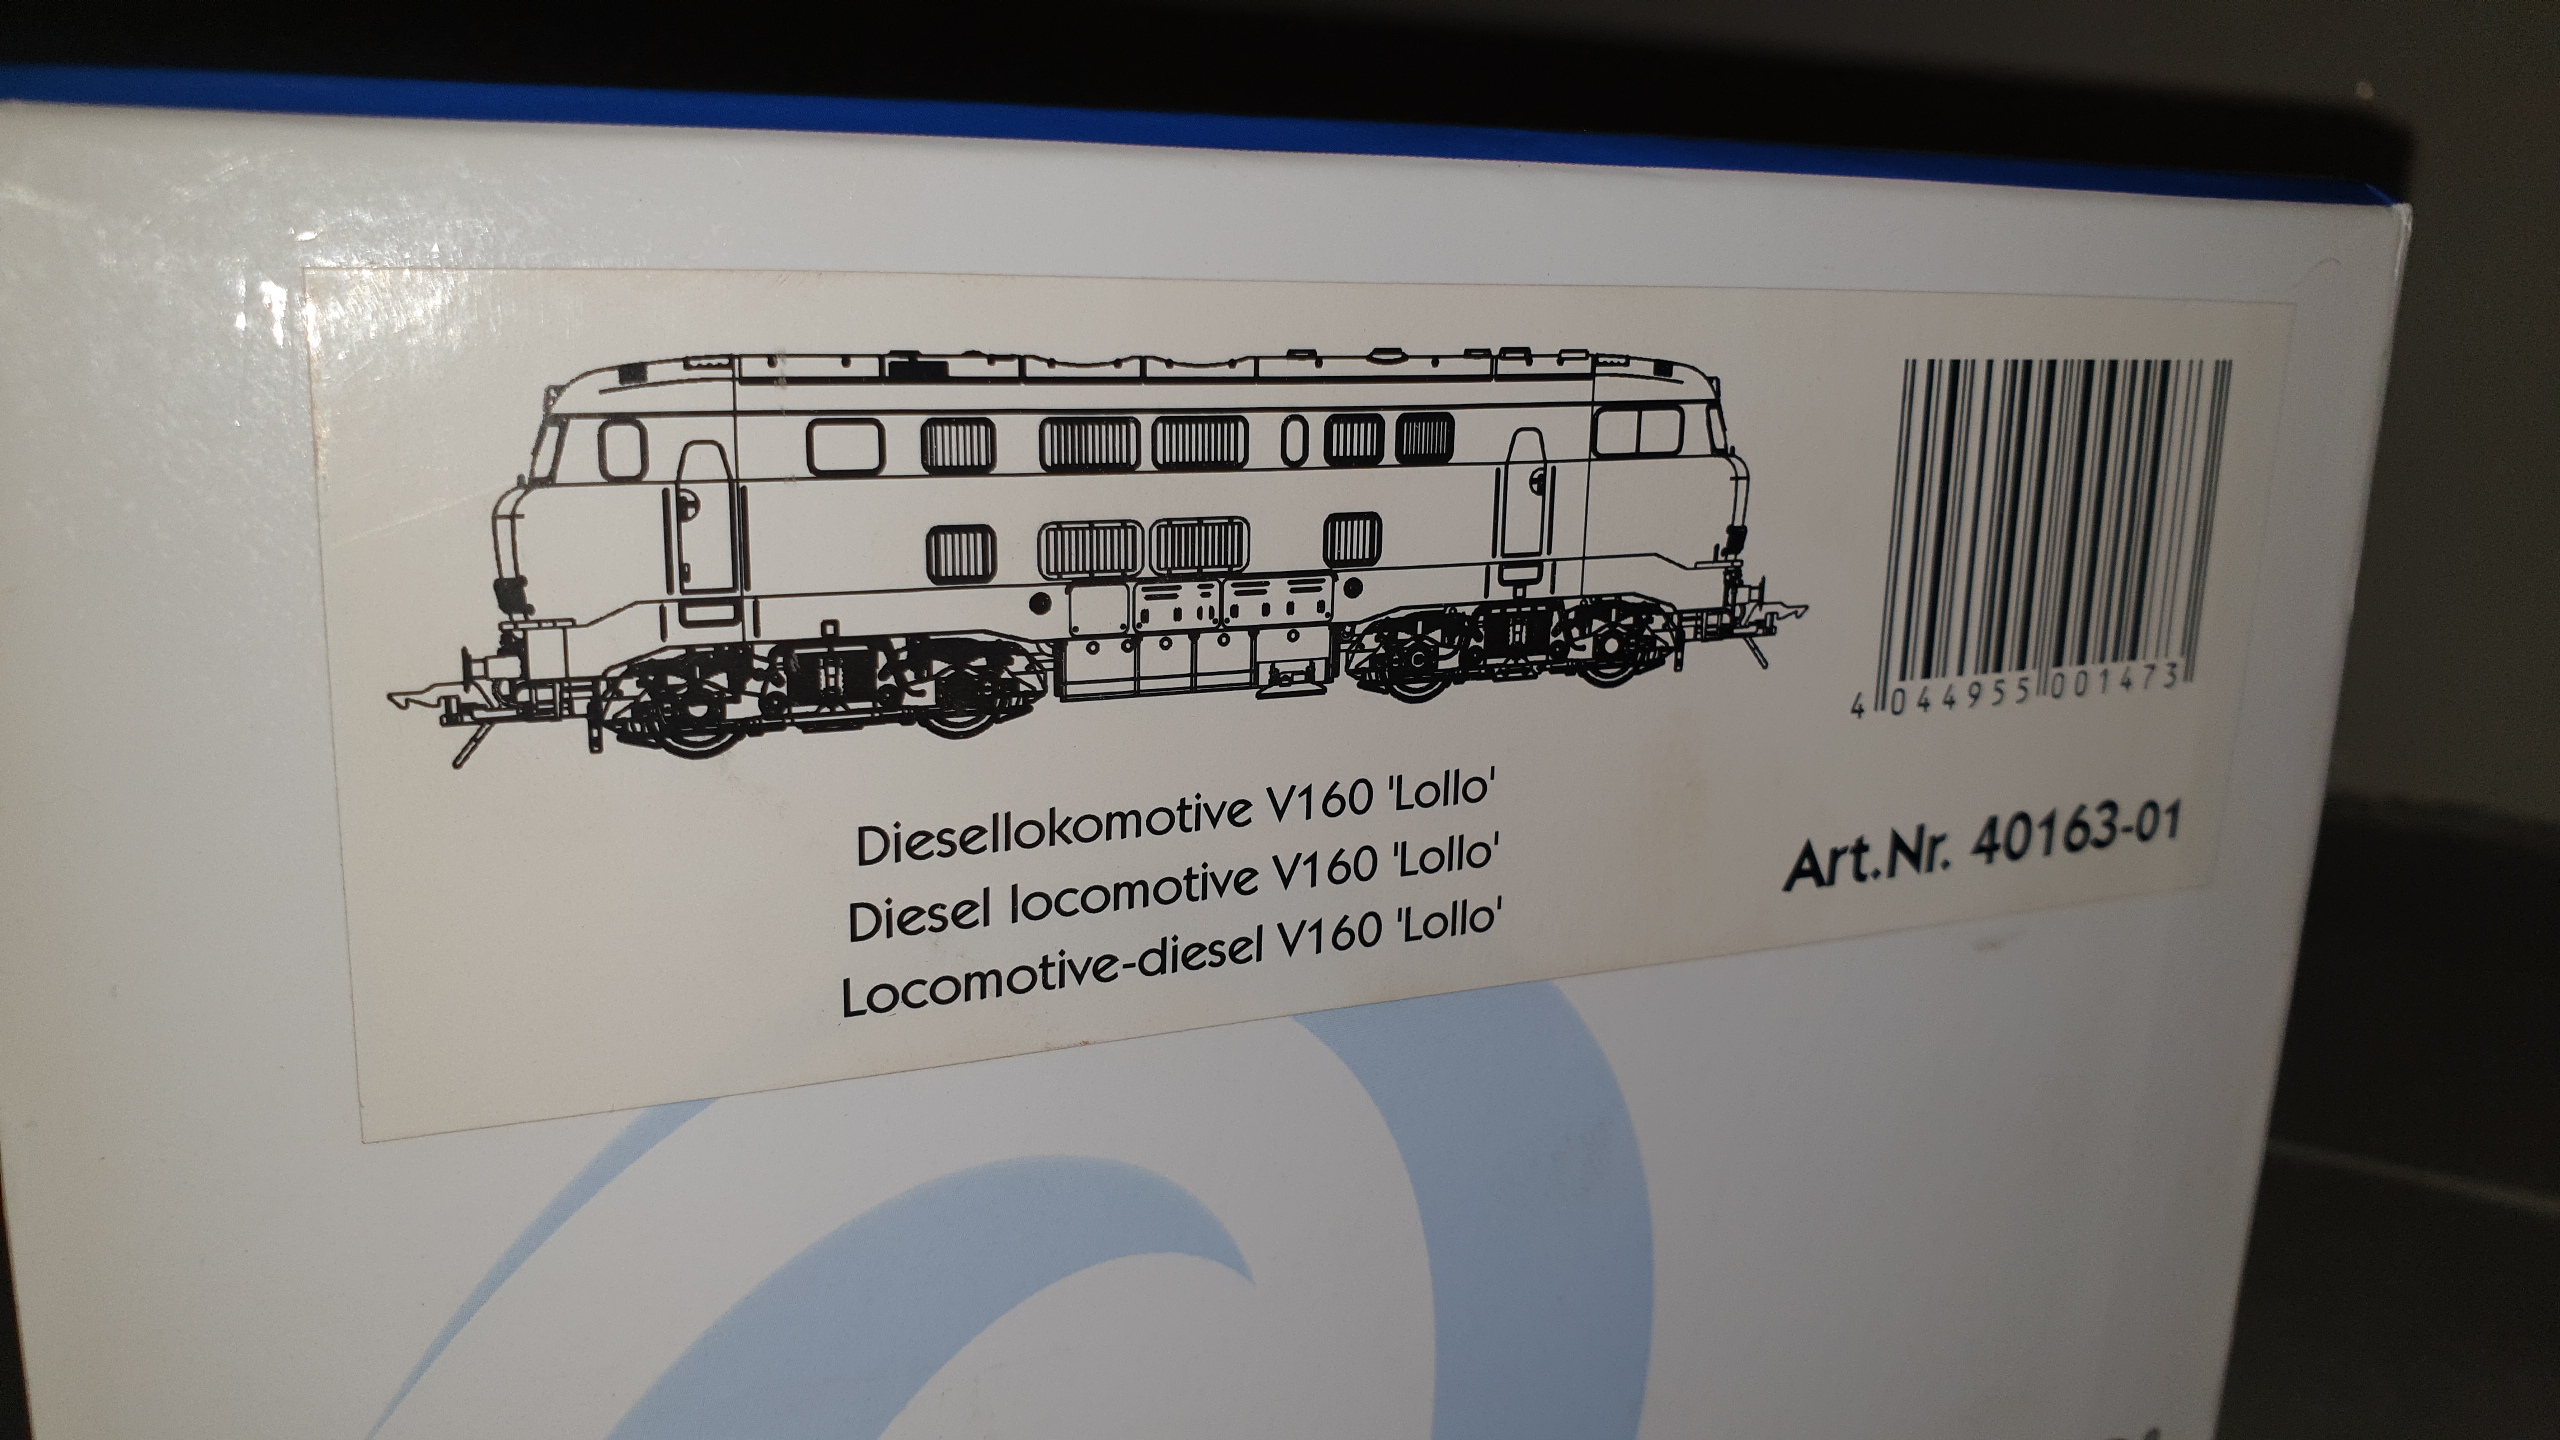 4 044955 001473
Diesellokomotive V160 'Lollo'
Diesel locomotive V160 'Lollo'
Locomotive-diesel V160 'Lollo'
Art.Nr. 40163-01